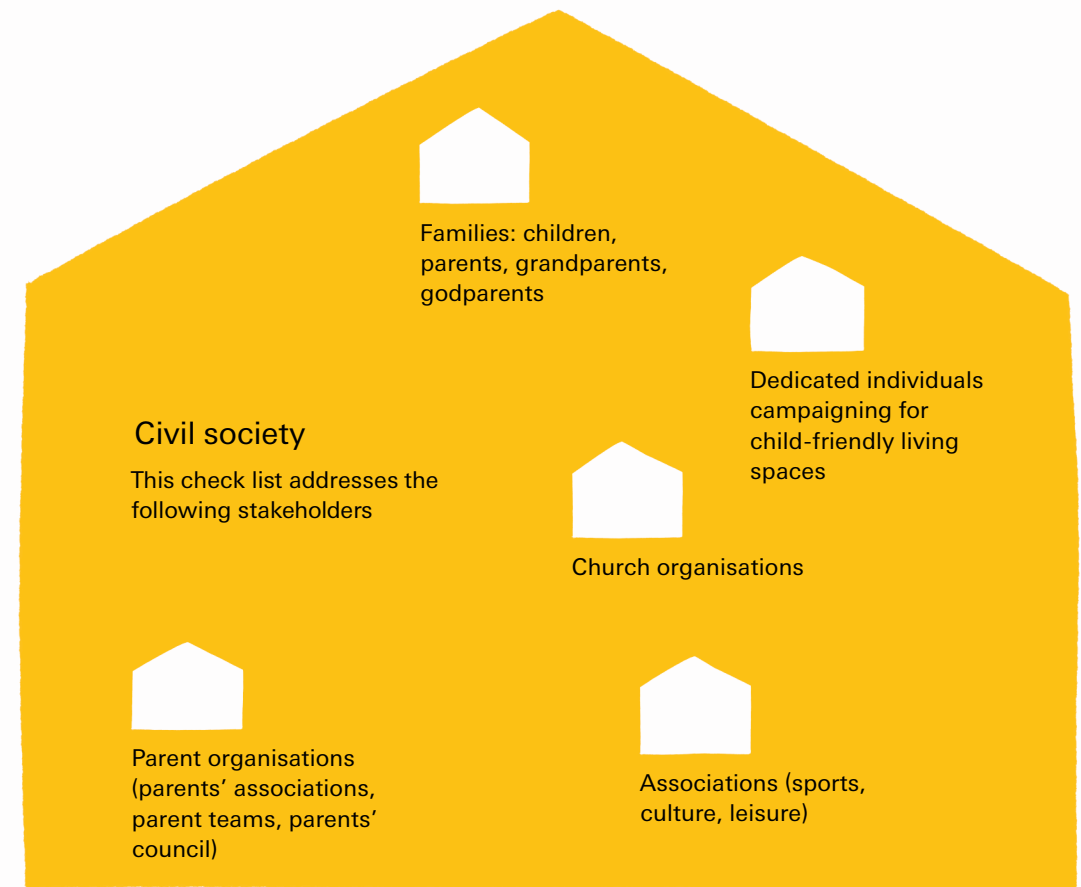 Families: children,
parents, grandparents,
godparents
Dedicated individuals
campaigning for
child-friendly living
spaces
Civil society
This check list addresses the
following stakeholders
Church organisations
Parent organisations
(parents’ associations,
parent teams, parents’
council)
Associations (sports,
culture, leisure)